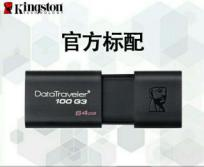 Kingston
官方标配
DataTraveler
100 G3
64GB